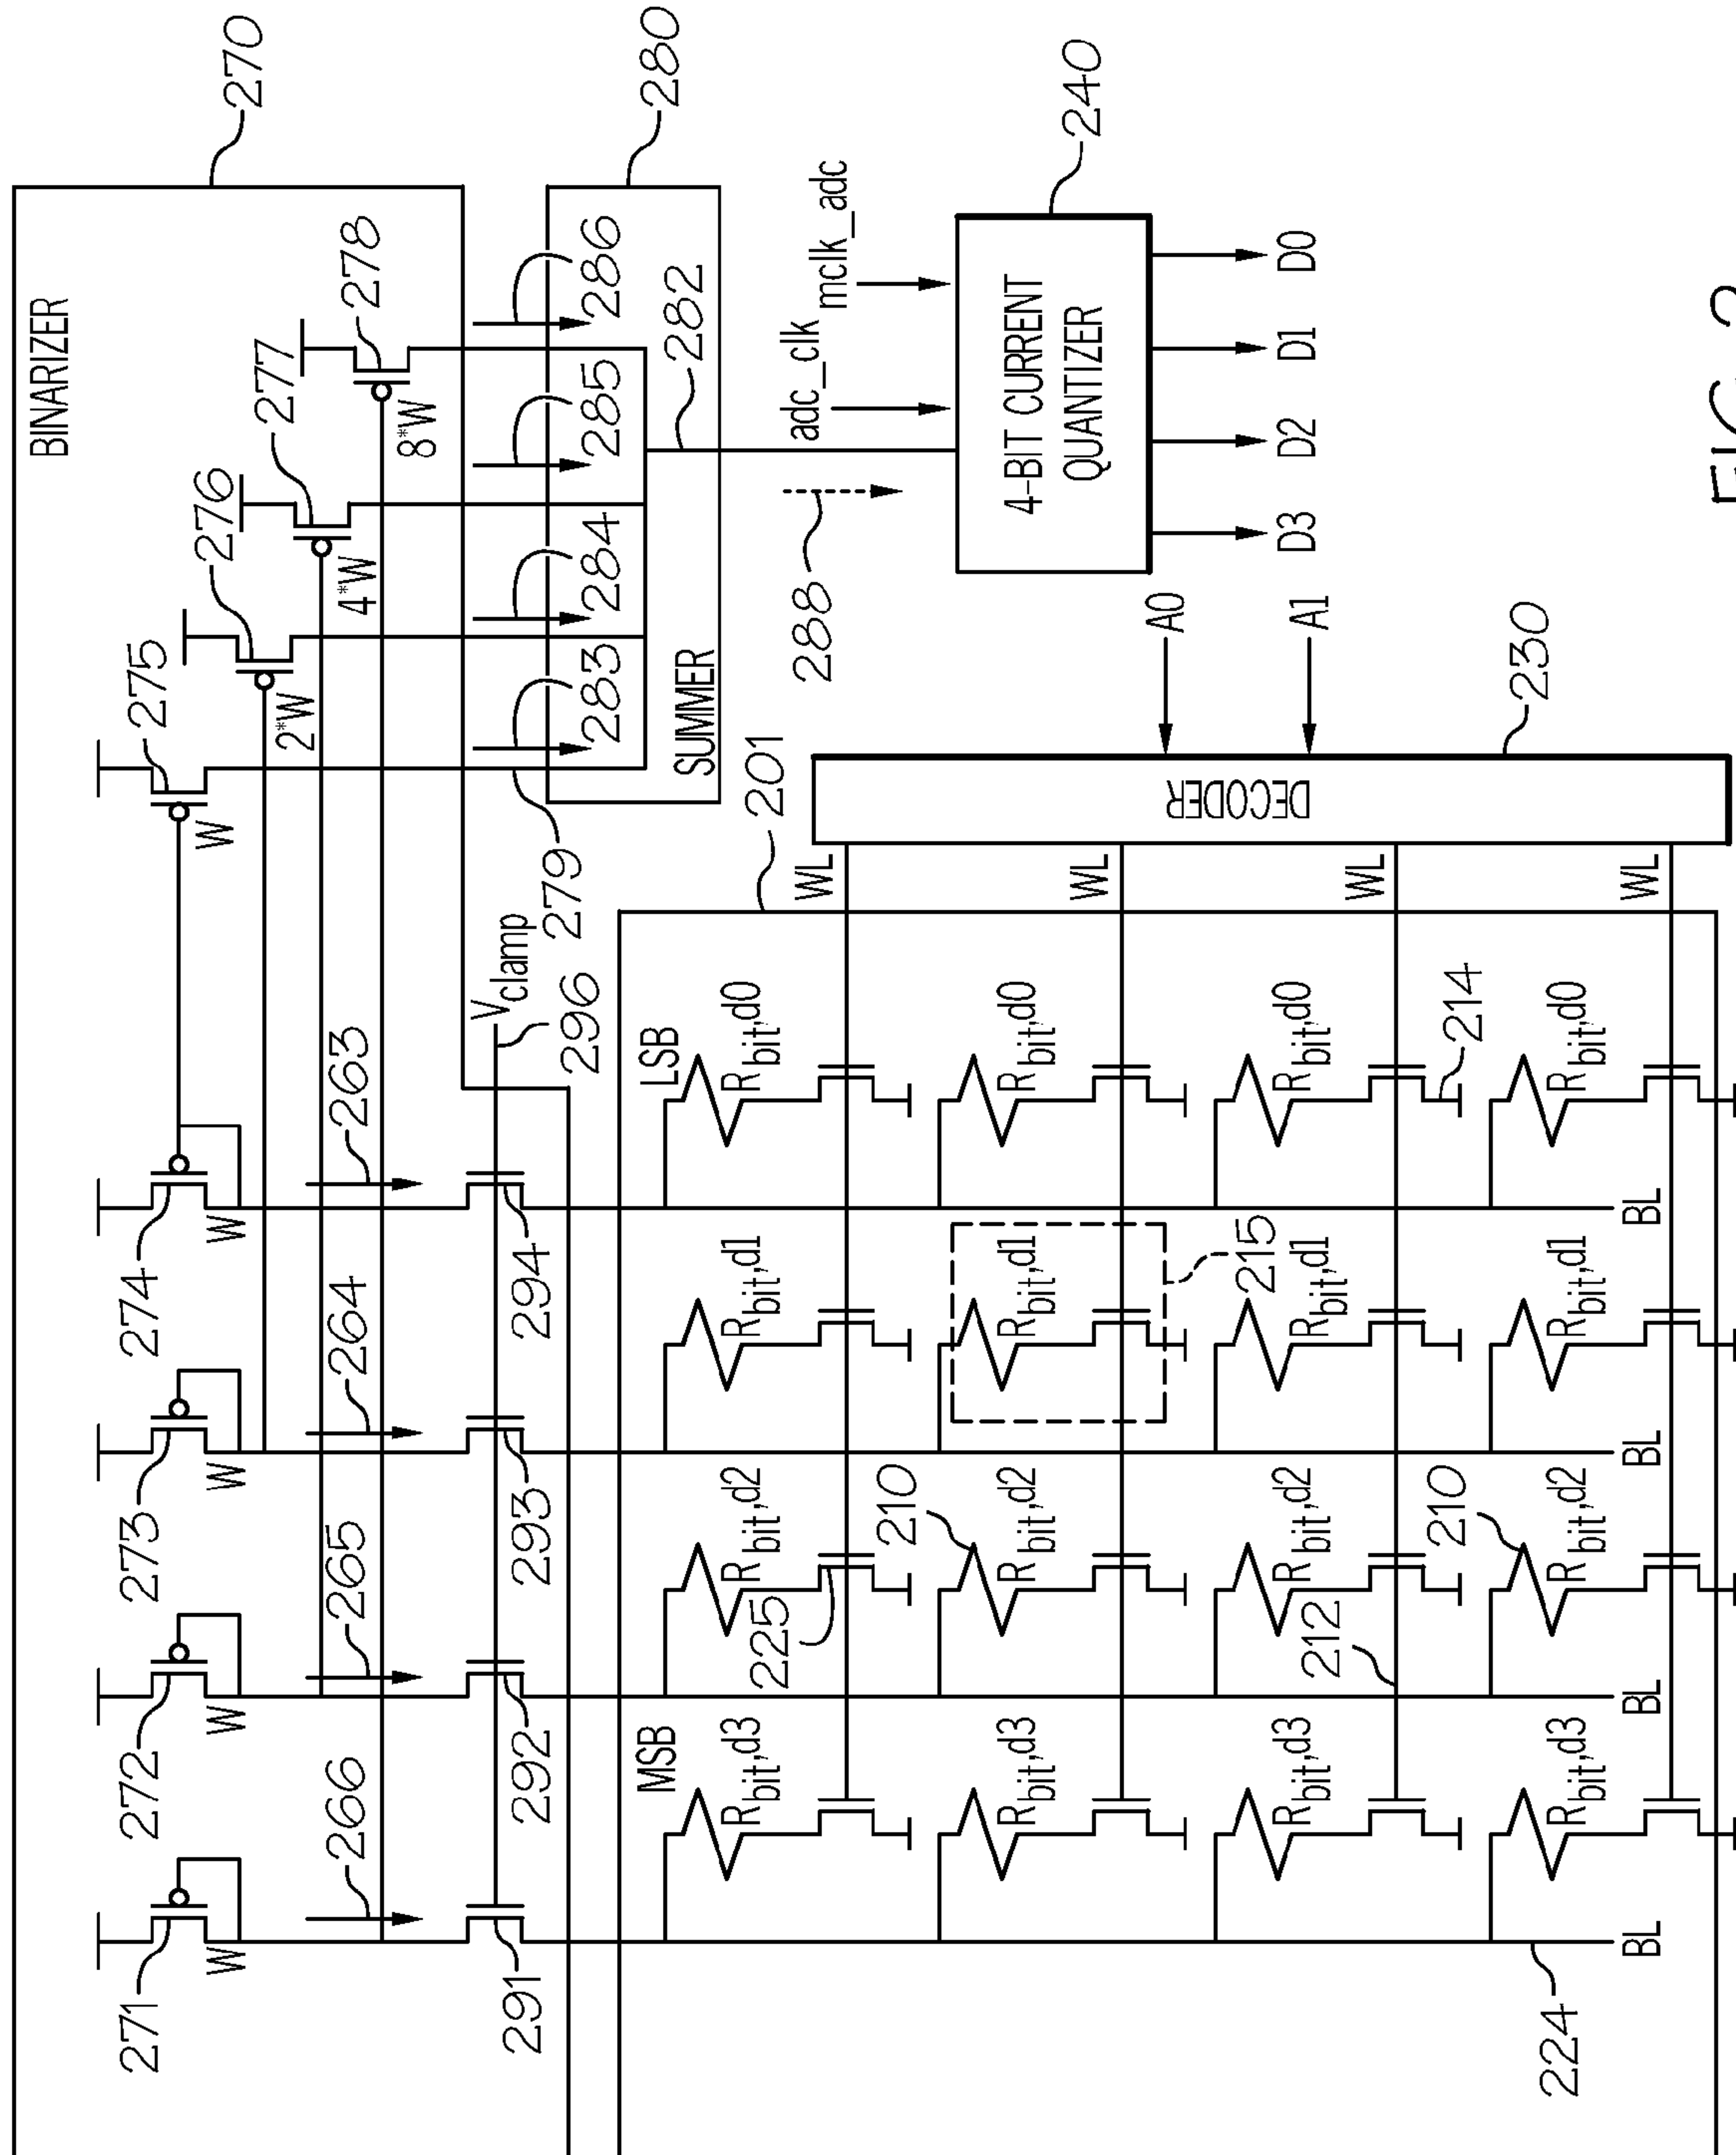 BINARIZER
270
271
272
273
274
275
276
277
278
W
W
W
W
W
2*W
4*W
8*W
266
265
264
263
291
292
293
294
Vclamp
296
279
283
284
285
286
280
SUMMER
282
288
adc_clk
mclk_adc
4-BIT CURRENT
QUANTIZER
240
D3
D2
D1
D0
A0
A1
DECODER
230
201
WL
WL
WL
WL
MSB
LSB
Rbit,d3
Rbit,d2
Rbit,d1
Rbit,d0
225
210
Rbit,d3
Rbit,d2
Rbit,d1
Rbit,d0
215
212
Rbit,d3
Rbit,d2
Rbit,d1
Rbit,d0
214
210
Rbit,d3
Rbit,d2
Rbit,d1
Rbit,d0
224
BL
BL
BL
BL